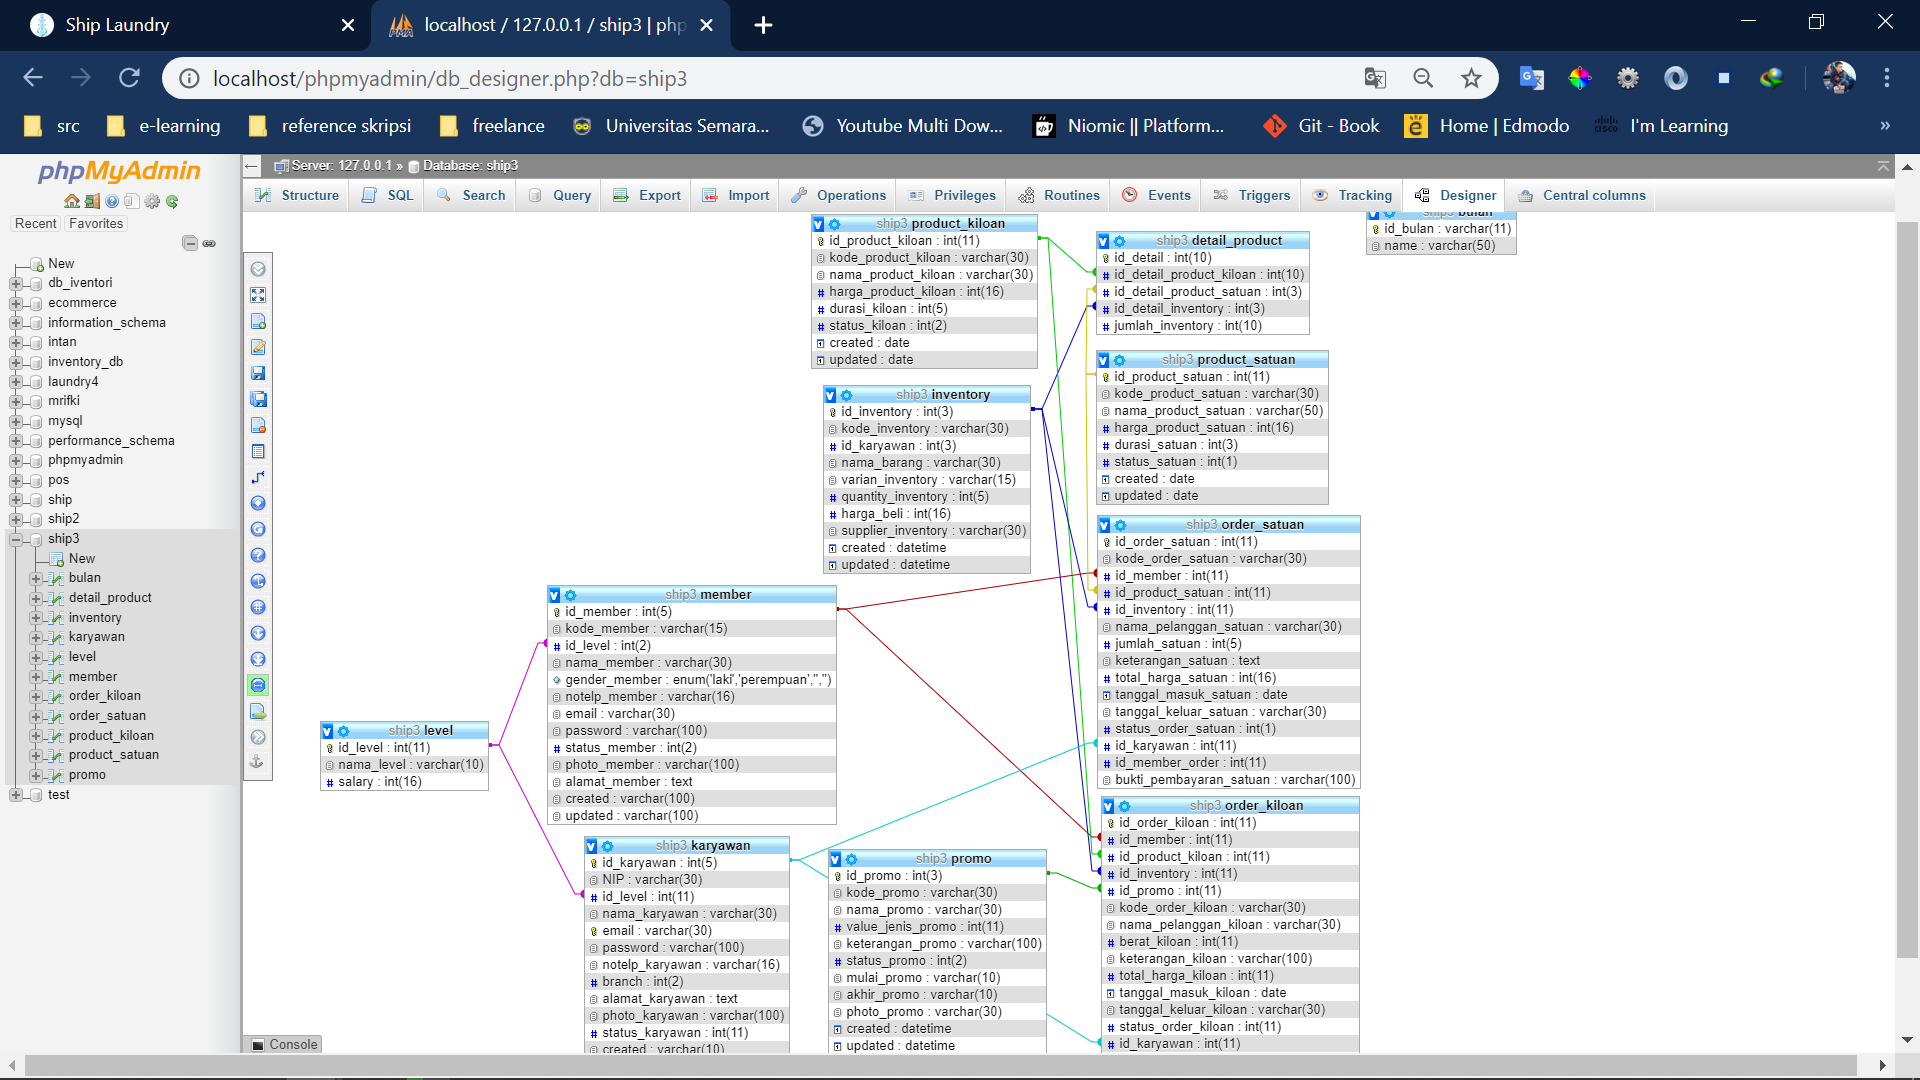 Ship Laundry
localhost / 127.0.0.1 / ship3 | php
localhost/phpmyadmin/db_designer.php?db=ship3
src
e-learning
reference skripsi
freelance
Universitas Semara...
Youtube Multi Dow...
Niomic || Platform...
Git - Book
Home | Edmodo
I'm Learning
»
phpMyAdmin
Recent
Favorites
New
db_iventori
ecommerce
information_schema
intan
inventory_db
laundry4
mrifki
mysql
performance_schema
phpmyadmin
pos
ship
ship2
ship3
New
bulan
detail_product
inventory
karyawan
level
member
order_kiloan
order_satuan
product_kiloan
product_satuan
promo
test
Server: 127.0.0.1 » Database: ship3
Structure
SQL
Search
Query
Export
Import
Operations
Privileges
Routines
Events
Triggers
Tracking
Designer
Central columns
ship3 product_kiloan
id_product_kiloan : int(11)
kode_product_kiloan : varchar(30)
nama_product_kiloan : varchar(30)
harga_product_kiloan : int(16)
durasi_kiloan : int(5)
status_kiloan : int(2)
created : date
updated : date
ship3 detail_product
id_detail : int(10)
id_detail_product_kiloan : int(10)
id_detail_product_satuan : int(3)
id_detail_inventory : int(3)
jumlah_inventory : int(10)
ship3 bulan
id_bulan : varchar(11)
name : varchar(50)
ship3 product_satuan
id_product_satuan : int(11)
kode_product_satuan : varchar(30)
nama_product_satuan : varchar(50)
harga_product_satuan : int(16)
durasi_satuan : int(3)
status_satuan : int(1)
created : date
updated : date
ship3 inventory
id_inventory : int(3)
kode_inventory : varchar(30)
id_karyawan : int(3)
nama_barang : varchar(30)
varian_inventory : varchar(15)
quantity_inventory : int(5)
harga_beli : int(16)
supplier_inventory : varchar(30)
created : datetime
updated : datetime
ship3 order_satuan
id_order_satuan : int(11)
kode_order_satuan : varchar(30)
id_member : int(11)
id_product_satuan : int(11)
id_inventory : int(11)
nama_pelanggan_satuan : varchar(30)
jumlah_satuan : int(5)
keterangan_satuan : text
total_harga_satuan : int(16)
tanggal_masuk_satuan : date
tanggal_keluar_satuan : varchar(30)
status_order_satuan : int(1)
id_karyawan : int(11)
id_member_order : int(11)
bukti_pembayaran_satuan : varchar(100)
ship3 member
id_member : int(5)
kode_member : varchar(15)
id_level : int(2)
nama_member : varchar(30)
gender_member : enum('laki','perempuan','','')
notelp_member : varchar(16)
email : varchar(30)
password : varchar(100)
status_member : int(2)
photo_member : varchar(100)
alamat_member : text
created : varchar(100)
updated : varchar(100)
ship3 level
id_level : int(11)
nama_level : varchar(10)
salary : int(16)
ship3 karyawan
id_karyawan : int(5)
NIP : varchar(30)
id_level : int(11)
nama_karyawan : varchar(30)
email : varchar(30)
password : varchar(100)
notelp_karyawan : varchar(16)
branch : int(2)
alamat_karyawan : text
photo_karyawan : varchar(100)
status_karyawan : int(11)
created : varchar(10)
ship3 promo
id_promo : int(3)
kode_promo : varchar(30)
nama_promo : varchar(30)
value_jenis_promo : int(11)
keterangan_promo : varchar(100)
status_promo : int(2)
mulai_promo : varchar(10)
akhir_promo : varchar(10)
photo_promo : varchar(30)
created : datetime
updated : datetime
ship3 order_kiloan
id_order_kiloan : int(11)
id_member : int(11)
id_product_kiloan : int(11)
id_inventory : int(11)
id_promo : int(11)
kode_order_kiloan : varchar(30)
nama_pelanggan_kiloan : varchar(30)
berat_kiloan : int(11)
keterangan_kiloan : varchar(100)
total_harga_kiloan : int(11)
tanggal_masuk_kiloan : date
tanggal_keluar_kiloan : varchar(30)
status_order_kiloan : int(11)
id_karyawan : int(11)
Console